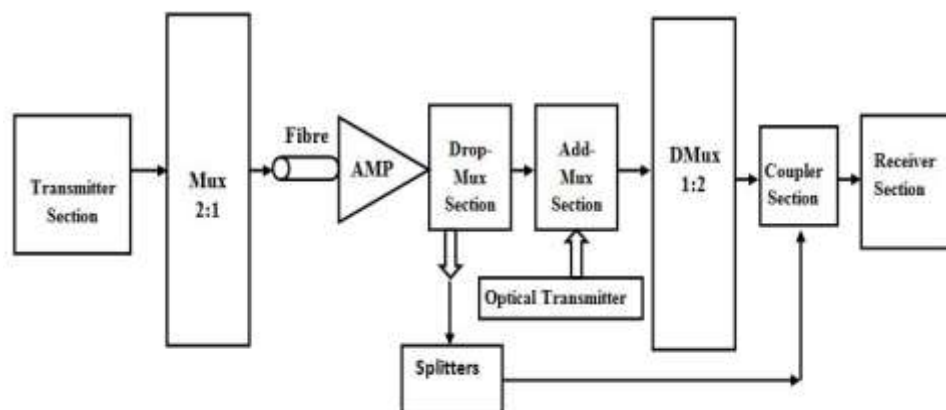 Transmitter
Section
Mux
2:1
Fibre
AMP
Drop-
Mux
Section
Add-
Mux
Section
Optical Transmitter
Splitters
DMux
1:2
Coupler
Section
Receiver
Section